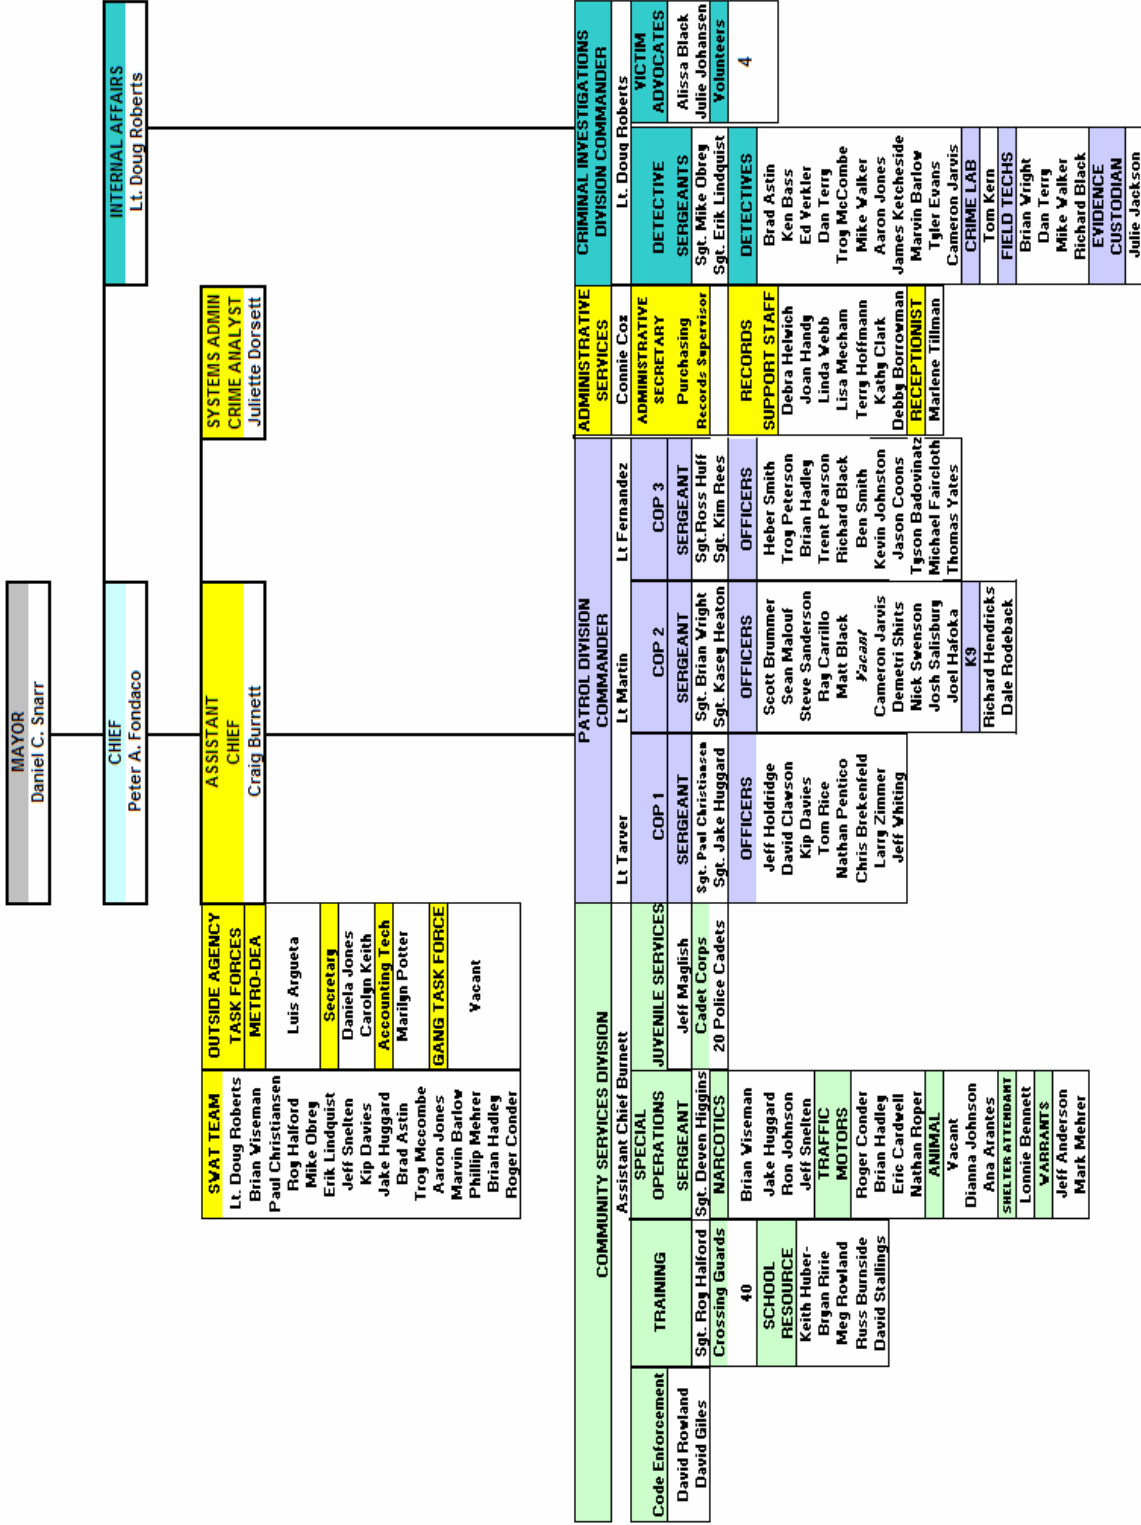 MAYOR
Daniel C. Snarr
CHIEF
Peter A. Fondaco
INTERNAL AFFAIRS
Lt. Doug Roberts
ASSISTANT
CHIEF
Craig Burnett
SYSTEMS ADMIN
CRIME ANALYST
Juliette Dorsett
SWAT TEAM
Lt. Doug Roberts
Brian Wiseman
Paul Christiansen
Roy Halford
Mike Obrey
Erik Lindquist
Jeff Snelten
Kip Davies
Jake Huggard
Brad Astin
Troy Mccombe
Aaron Jones
Marvin Barlow
Phillip Mehrer
Brian Hadley
Roger Conder
OUTSIDE AGENCY
TASK FORCES
METRO-DEA
Luis Argueta
Secretary
Daniela Jones
Carolyn Keith
Accounting Tech
Marilyn Potter
GANG TASK FORCE
Vacant
COMMUNITY SERVICES DIVISION
Assistant Chief Burnett
Code Enforcement
David Rowland
David Giles
TRAINING
Sgt. Roy Halford
Crossing Guards
40
SCHOOL
RESOURCE
Keith Huber-
Bryan Ririe
Meg Rowland
Russ Burnside
David Stallings
SPECIAL
OPERATIONS
SERGEANT
Sgt. Deven Higgins
NARCOTICS
Brian Wiseman
Jake Huggard
Ron Johnson
Jeff Snelten
TRAFFIC
MOTORS
Roger Conder
Brian Hadley
Eric Cardwell
Nathan Roper
ANIMAL
Vacant
Dianna Johnson
Ana Arantes
SHELTER ATTENDANT
Lonnie Bennett
WARRANTS
Jeff Anderson
Mark Mehrer
JUVENILE SERVICES
Jeff Maglish
Cadet Corps
20 Police Cadets
PATROL DIVISION
COMMANDER
Lt Tarver
Lt Martin
Lt Fernandez
COP 1
SERGEANT
Sgt. Paul Christiansen
Sgt. Jake Huggard
OFFICERS
Jeff Holdridge
David Clawson
Kip Davies
Tom Rice
Nathan Pentico
Chris Brekenfeld
Larry Zimmer
Jeff Whiting
COP 2
SERGEANT
Sgt. Brian Wright
Sgt. Kasey Heaton
OFFICERS
Scott Brummer
Sean Malouf
Steve Sanderson
Ray Carrillo
Matt Black
Vacant
Cameron Jarvis
Demetri Shirts
Nick Swenson
Josh Salisburg
Joel Hafoka
K9
Richard Hendricks
Dale Rodeback
COP 3
SERGEANT
Sgt.Ross Huff
Sgt. Kim Rees
OFFICERS
Heber Smith
Troy Peterson
Brian Hadley
Trent Pearson
Richard Black
Ben Smith
Kevin Johnston
Jason Coons
Tyson Badovinatz
Michael Faircloth
Thomas Yates
ADMINISTRATIVE
SERVICES
Connie Cox
ADMINISTRATIVE
SECRETARY
Purchasing
Records Supervisor
RECORDS
SUPPORT STAFF
Debra Helwich
Joan Handy
Linda Webb
Lisa Mecham
Terry Hoffmann
Kathy Clark
Debby Borrowman
RECEPTIONIST
Marlene Tillman
CRIMINAL INVESTIGATIONS
DIVISION COMMANDER
Lt. Doug Roberts
DETECTIVE
SERGEANTS
Sgt. Mike Obrey
Sgt. Erik Lindquist
DETECTIVES
Brad Astin
Ken Bass
Ed Verkler
Dan Terry
Troy McCombe
Mike Walker
Aaron Jones
James Ketcheside
Marvin Barlow
Tyler Evans
Cameron Jarvis
CRIME LAB
Tom Kern
FIELD TECHS
Brian Wright
Dan Terry
Mike Walker
Richard Black
EVIDENCE
CUSTODIAN
Julie Jackson
VICTIM
ADVOCATES
Alissa Black
Julie Johansen
Volunteers
4